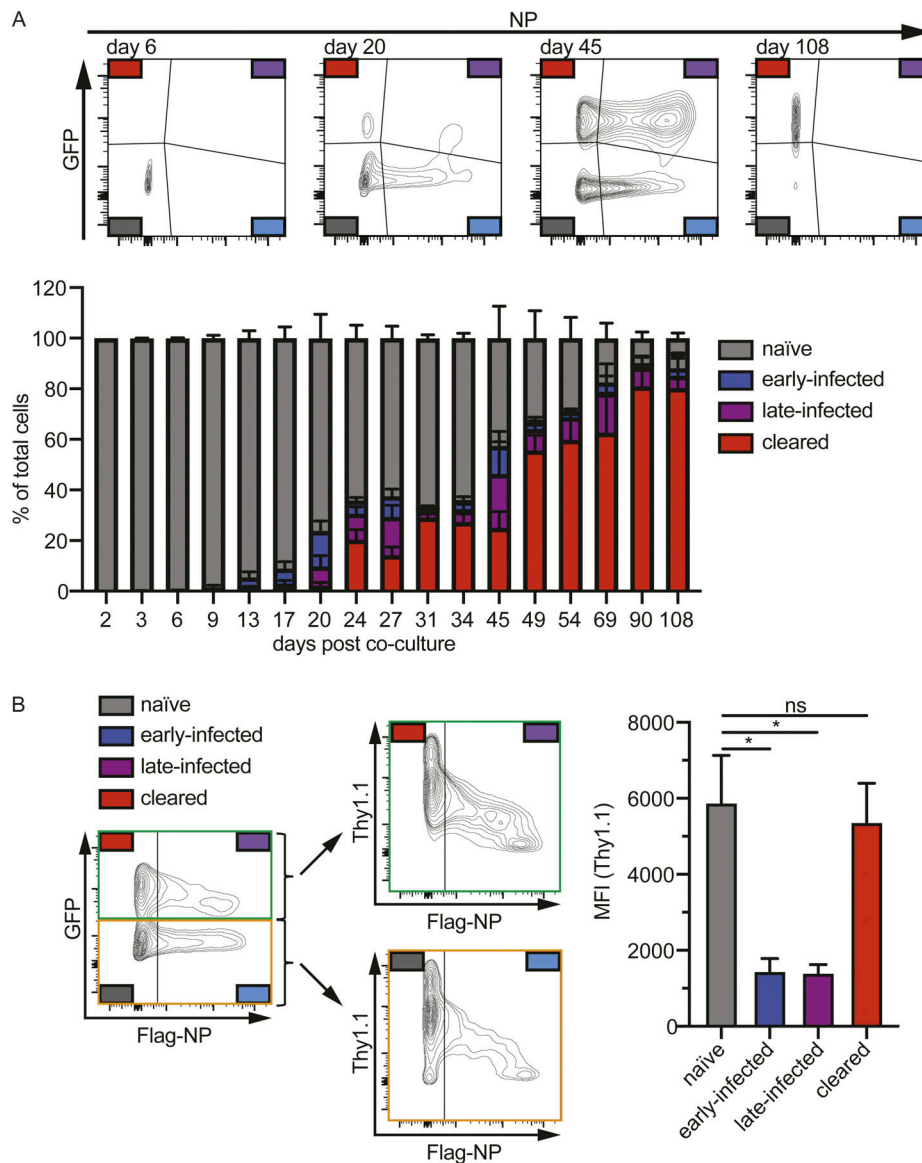 A
NP
day 6 day 20 day 45 day 108
GFP
120
100
80
60
40
20
0
% of total cells
2 3 6 9 13 17 20 24 27 31 34 45 49 54 69 90 108
days post co-culture
naïve
early-infected
late-infected
cleared
B
naïve
early-infected
late-infected
cleared
GFP
Flag-NP
Thy1.1
Flag-NP
Thy1.1
Flag-NP
ns
*
*
8000
6000
4000
2000
0
MFI (Thy1.1)
naïve
early-infected
late-infected
cleared